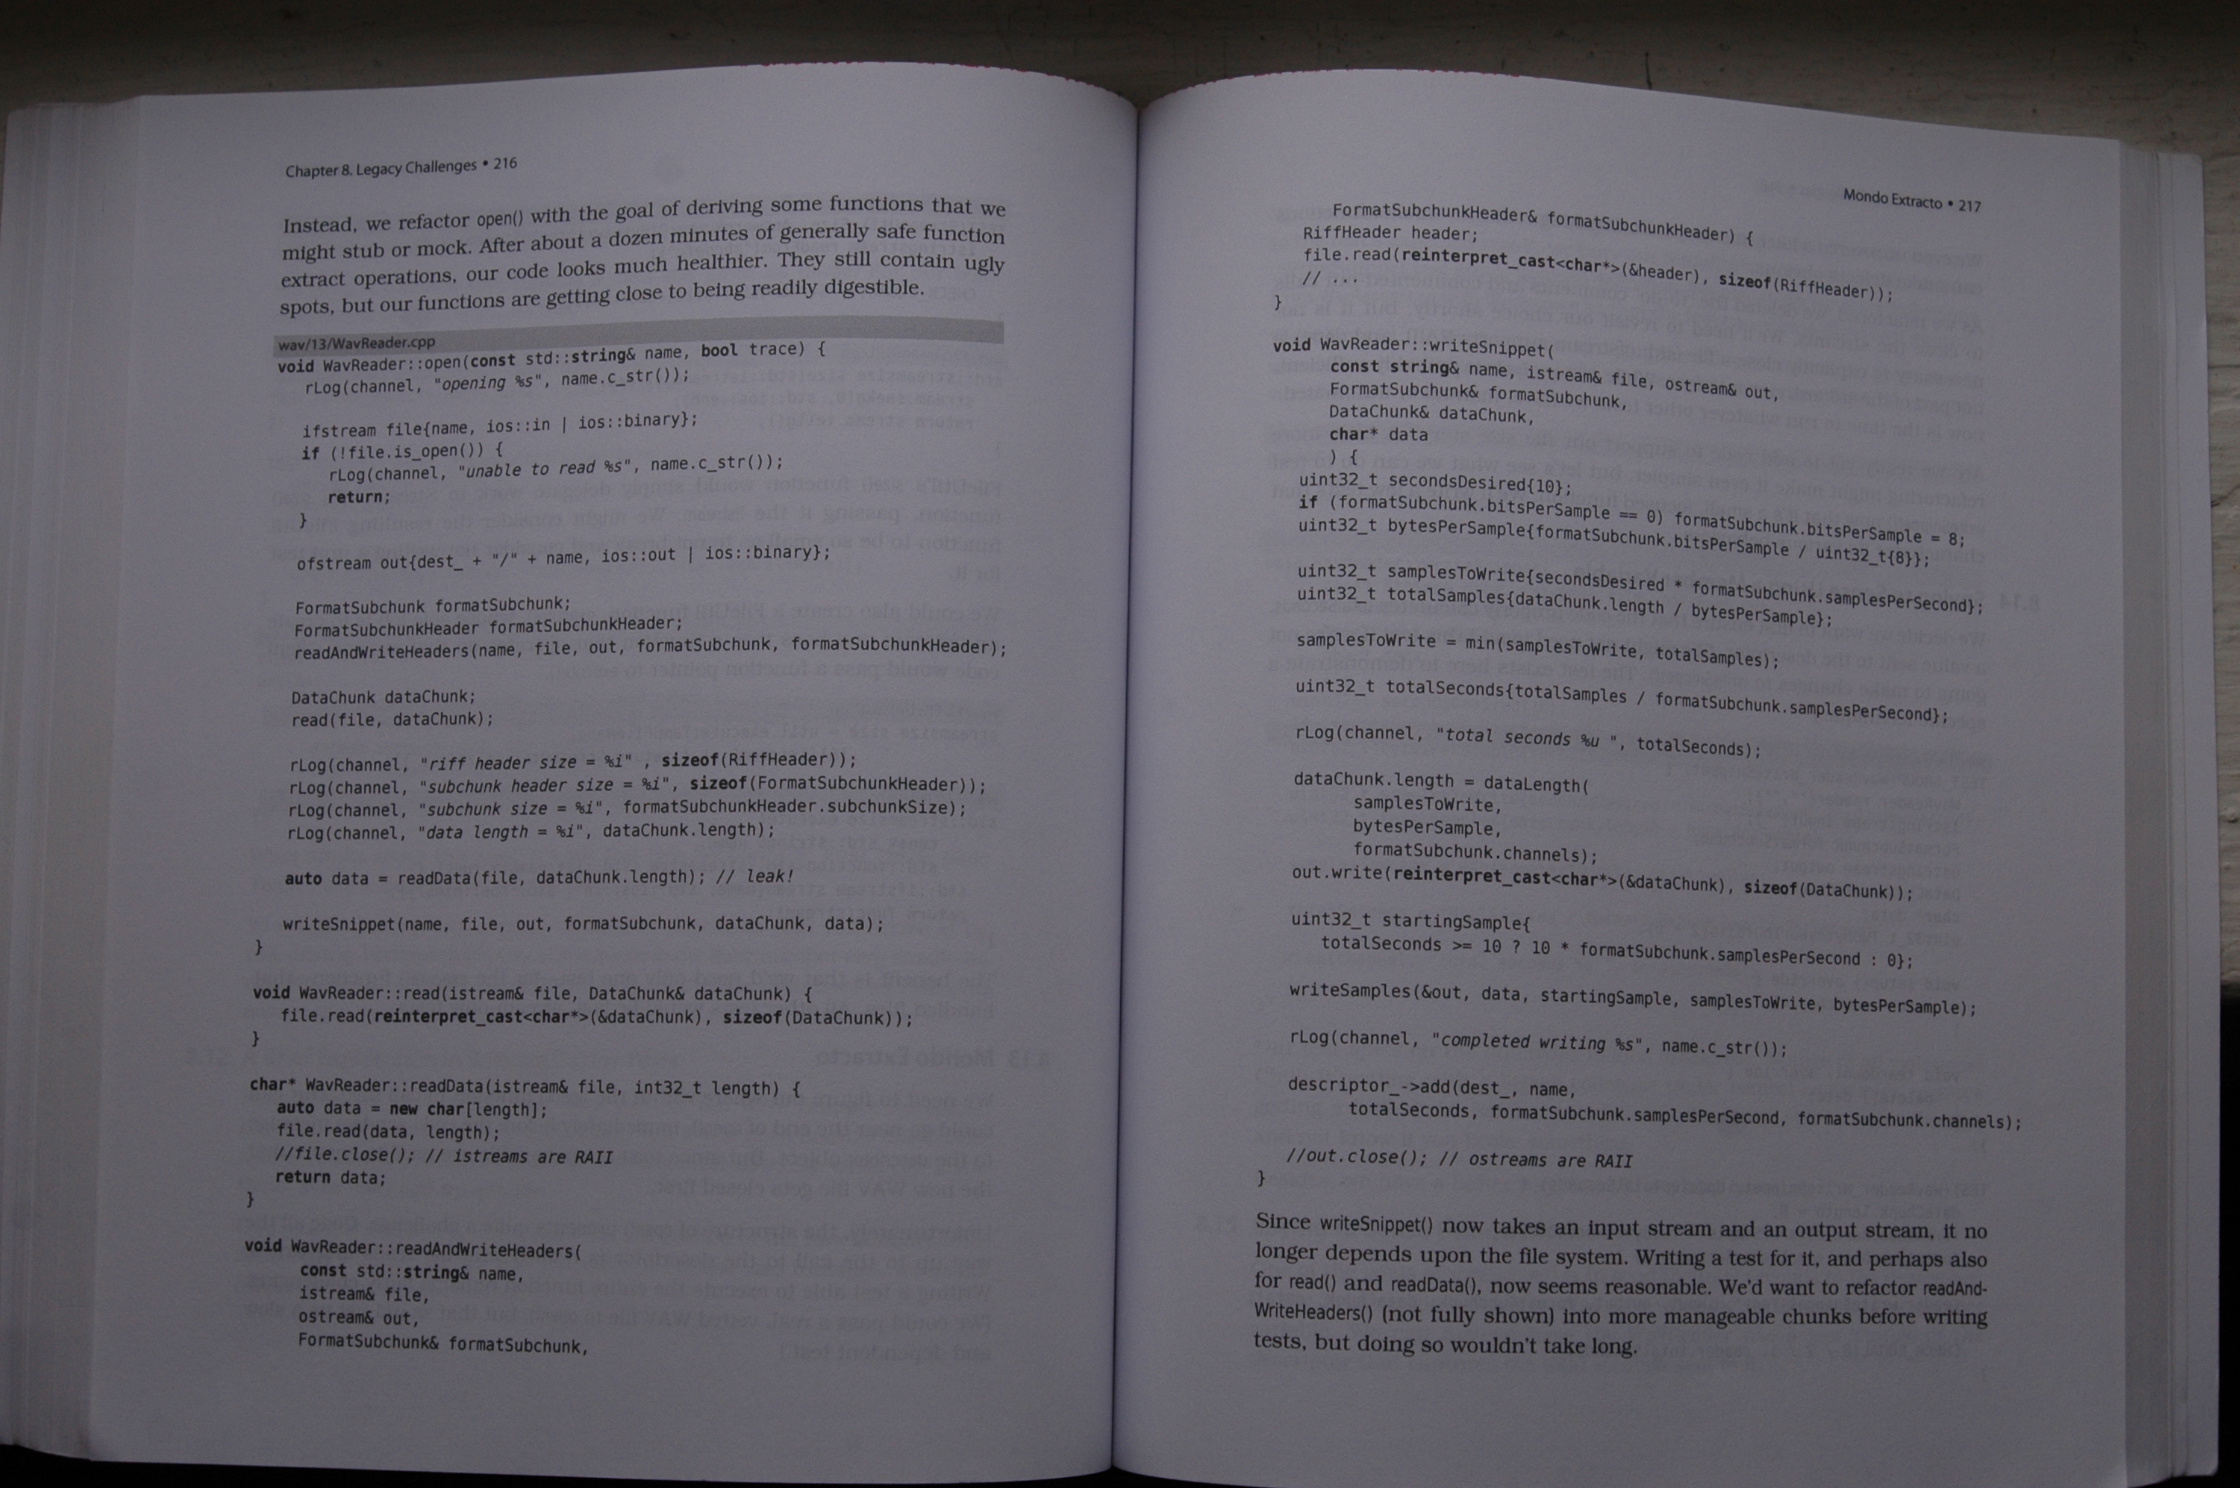 Chapter 8. Legacy Challenges • 216
Instead, we refactor open() with the goal of deriving some functions that we
might stub or mock. After about a dozen minutes of generally safe function
extract operations, our code looks much healthier. They still contain ugly
spots, but our functions are getting close to being readily digestible.
wav/13/WavReader.cpp
void WavReader::open(const std::string& name, bool trace) {
rLog(channel, "opening %s", name.c_str());
ifstream file{name, ios::in | ios::binary};
if (!file.is_open()) {
rLog(channel, "unable to read %s", name.c_str());
return;
}
ofstream out{dest_ + "/" + name, ios::out | ios::binary};
FormatSubchunk formatSubchunk;
FormatSubchunkHeader formatSubchunkHeader;
readAndWriteHeaders(name, file, out, formatSubchunk, formatSubchunkHeader);
DataChunk dataChunk;
read(file, dataChunk);
rLog(channel, "riff header size = %i" , sizeof(RiffHeader));
rLog(channel, "subchunk header size = %i", sizeof(FormatSubchunkHeader));
rLog(channel, "subchunk size = %i", formatSubchunkHeader.subchunkSize);
rLog(channel, "data length = %i", dataChunk.length);
auto data = readData(file, dataChunk.length); // leak!
writeSnippet(name, file, out, formatSubchunk, dataChunk, data);
}
void WavReader::read(istream& file, DataChunk& dataChunk) {
file.read(reinterpret_cast<char*>(&dataChunk), sizeof(DataChunk));
}
char* WavReader::readData(istream& file, int32_t length) {
auto data = new char[length];
file.read(data, length);
//file.close(); // istreams are RAII
return data;
}
void WavReader::readAndWriteHeaders(
const std::string& name,
istream& file,
ostream& out,
FormatSubchunk& formatSubchunk,
Mondo Extracto • 217
FormatSubchunkHeader& formatSubchunkHeader) {
RiffHeader header;
file.read(reinterpret_cast<char*>(&header), sizeof(RiffHeader));
// ...
}
void WavReader::writeSnippet(
const string& name, istream& file, ostream& out,
FormatSubchunk& formatSubchunk,
DataChunk& dataChunk,
char* data
) {
uint32_t secondsDesired{10};
if (formatSubchunk.bitsPerSample == 0) formatSubchunk.bitsPerSample = 8;
uint32_t bytesPerSample{formatSubchunk.bitsPerSample / uint32_t{8}};
uint32_t samplesToWrite{secondsDesired * formatSubchunk.samplesPerSecond};
uint32_t totalSamples{dataChunk.length / bytesPerSample};
samplesToWrite = min(samplesToWrite, totalSamples);
uint32_t totalSeconds{totalSamples / formatSubchunk.samplesPerSecond};
rLog(channel, "total seconds %u ", totalSeconds);
dataChunk.length = dataLength(
samplesToWrite,
bytesPerSample,
formatSubchunk.channels);
out.write(reinterpret_cast<char*>(&dataChunk), sizeof(DataChunk));
uint32_t startingSample{
totalSeconds >= 10 ? 10 * formatSubchunk.samplesPerSecond : 0};
writeSamples(&out, data, startingSample, samplesToWrite, bytesPerSample);
rLog(channel, "completed writing %s", name.c_str());
descriptor_->add(dest_, name,
totalSeconds, formatSubchunk.samplesPerSecond, formatSubchunk.channels);
//out.close(); // ostreams are RAII
}
Since writeSnippet() now takes an input stream and an output stream, it no
longer depends upon the file system. Writing a test for it, and perhaps also
for read() and readData(), now seems reasonable. We'd want to refactor readAnd-
WriteHeaders() (not fully shown) into more manageable chunks before writing
tests, but doing so wouldn't take long.